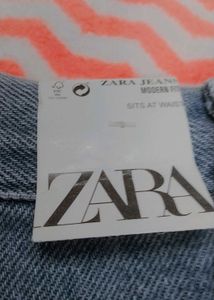 ZARA JEANS
MODERN FIT
SITS AT WAIST
ZARA